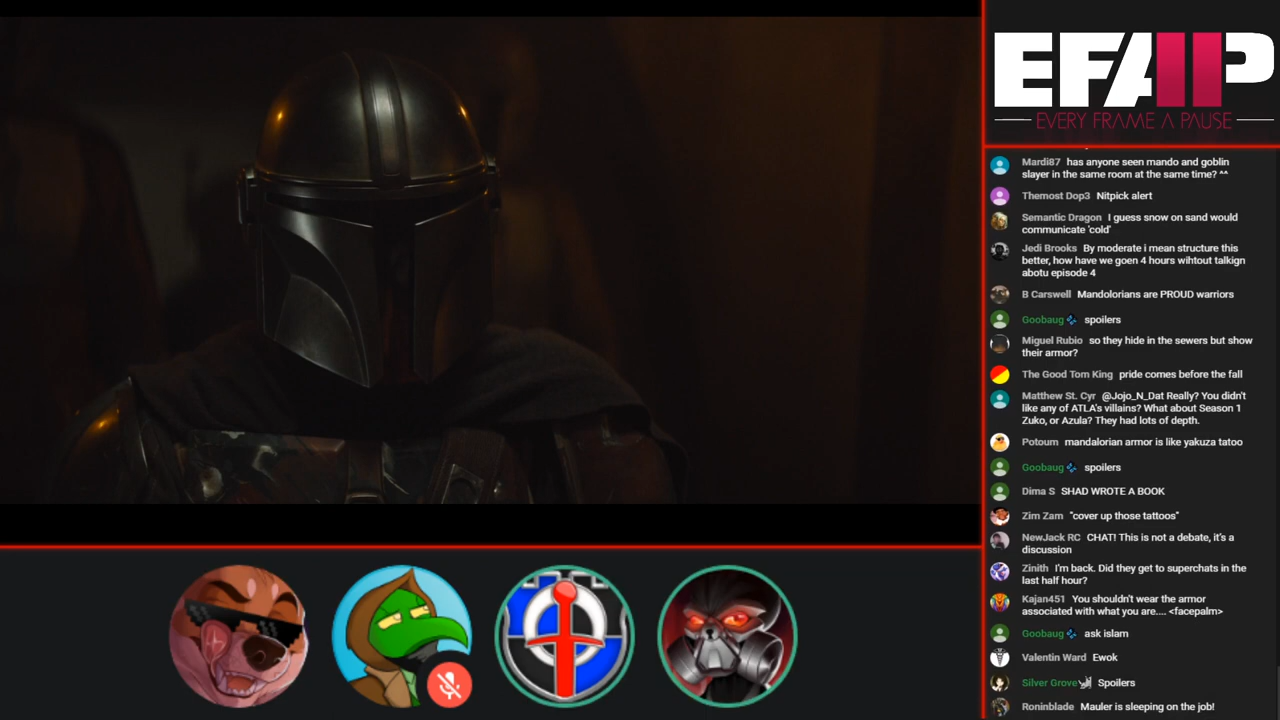 EFAP
EVERY FRAME A PAUSE
Mardi87 has anyone seen mando and goblin
slayer in the same room at the same time? ^^
Themost Dop3 Nitpick alert
Semantic Dragon I guess snow on sand would
communicate 'cold'
Jedi Brooks By moderate i mean structure this
better, how have we goen 4 hours wihtout talkign
abotu episode 4
B Carswell Mandolorians are PROUD warriors
Goobaug spoilers
Miguel Rubio so they hide in the sewers but show
their armor?
The Good Tom King pride comes before the fall
Matthew St. Cyr @Jojo_N_Dat Really? You didn't
like any of ATLA's villains? What about Season 1
Zuko, or Azula? They had lots of depth.
Potoum mandalorian armor is like yakuza tatoo
Goobaug spoilers
Dima S SHAD WROTE A BOOK
Zim Zam "cover up those tattoos"
NewJack RC CHAT! This is not a debate, it's a
discussion
Zinith I'm back. Did they get to superchats in the
last half hour?
Kajan451 You shouldn't wear the armor
associated with what you are.... <facepalm>
Goobaug ask islam
Valentin Ward Ewok
Silver Grove Spoilers
Roninblade Mauler is sleeping on the job!